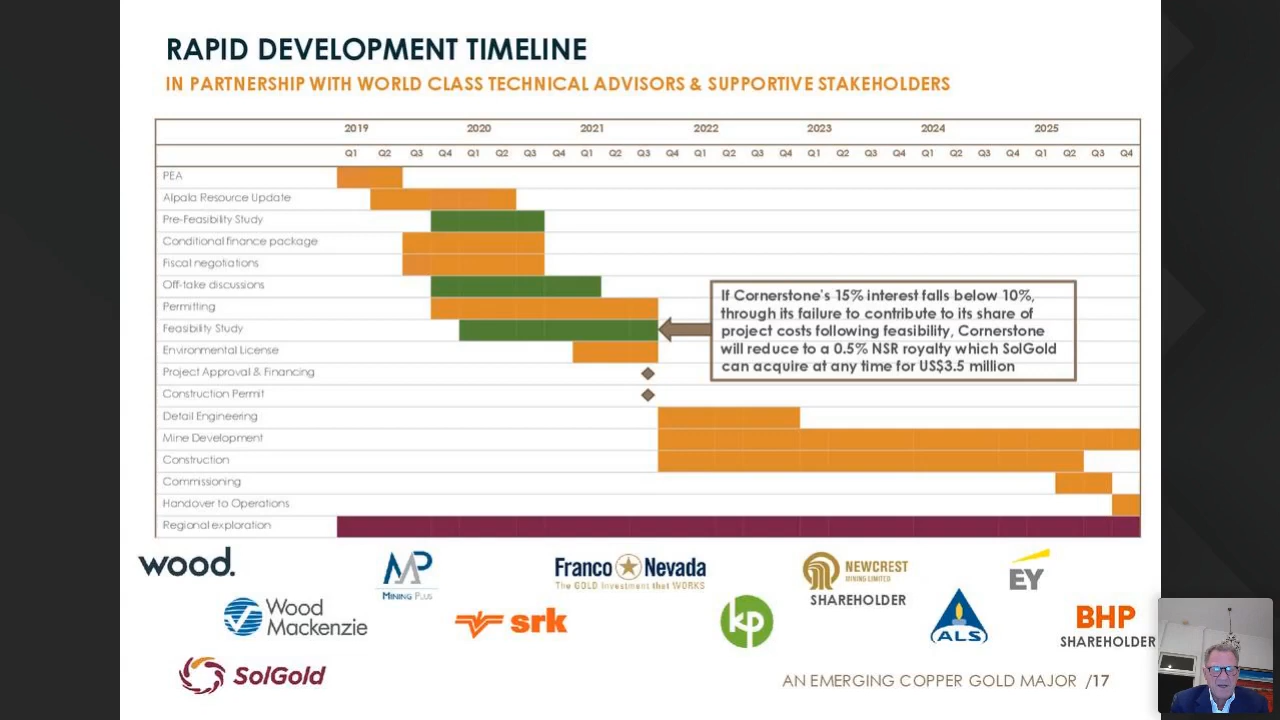 RAPID DEVELOPMENT TIMELINE
IN PARTNERSHIP WITH WORLD CLASS TECHNICAL ADVISORS & SUPPORTIVE STAKEHOLDERS
2019 2020 2021 2022 2023 2024 2025
Q1 Q2 Q3 Q4 Q1 Q2 Q3 Q4 Q1 Q2 Q3 Q4 Q1 Q2 Q3 Q4 Q1 Q2 Q3 Q4 Q1 Q2 Q3 Q4 Q1 Q2 Q3 Q4
PEA
Alpala Resource Update
Pre-Feasibility Study
Conditional finance package
Fiscal negotiations
Off-take discussions
Permitting
Feasibility Study
Environmental License
Project Approval & Financing
Construction Permit
Detail Engineering
Mine Development
Construction
Commissioning
Handover to Operations
Regional exploration
If Cornerstone's 15% interest falls below 10%,
through its failure to contribute to its share of
project costs following feasibility, Cornerstone
will reduce to a 0.5% NSR royalty which SolGold
can acquire at any time for US$3.5 million
wood.
MP
MINING PLUS
Franco Nevada
The GOLD Investment that WORKS
NEWCREST
MINING LIMITED
SHAREHOLDER
EY
Wood
Mackenzie
srk
kp
ALS
BHP
SHAREHOLDER
SolGold
AN EMERGING COPPER GOLD MAJOR /17